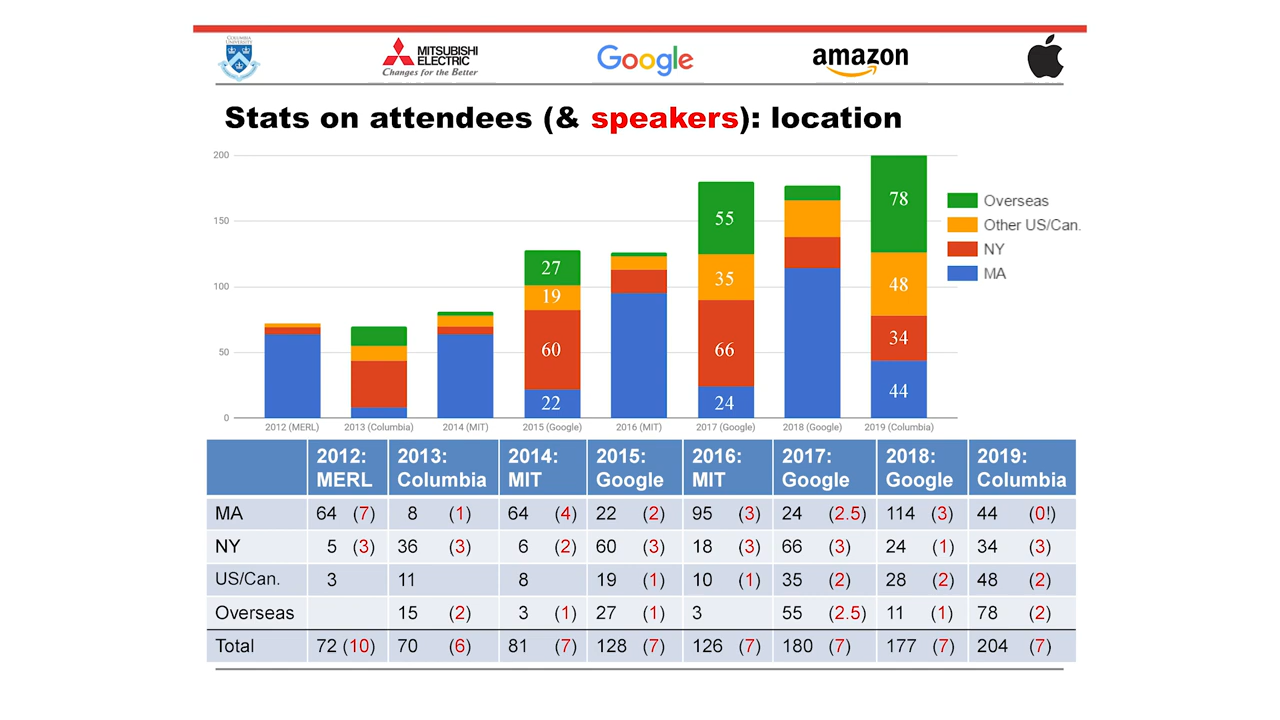 COLUMBIA UNIVERSITY
MITSUBISHI ELECTRIC
Changes for the Better
Google
amazon
Stats on attendees (& speakers): location
200
150
100
50
0
27
19
60
22
55
35
66
24
78
48
34
44
Overseas
Other US/Can.
NY
MA
2012 (MERL) 2013 (Columbia) 2014 (MIT) 2015 (Google) 2016 (MIT) 2017 (Google) 2018 (Google) 2019 (Columbia)
2012: MERL 2013: Columbia 2014: MIT 2015: Google 2016: MIT 2017: Google 2018: Google 2019: Columbia
MA 64 (7) 8 (1) 64 (4) 22 (2) 95 (3) 24 (2.5) 114 (3) 44 (0!)
NY 5 (3) 36 (3) 6 (2) 60 (3) 18 (3) 66 (3) 24 (1) 34 (3)
US/Can. 3 11 8 19 (1) 10 (1) 35 (2) 28 (2) 48 (2)
Overseas 15 (2) 3 (1) 27 (1) 3 55 (2.5) 11 (1) 78 (2)
Total 72 (10) 70 (6) 81 (7) 128 (7) 126 (7) 180 (7) 177 (7) 204 (7)